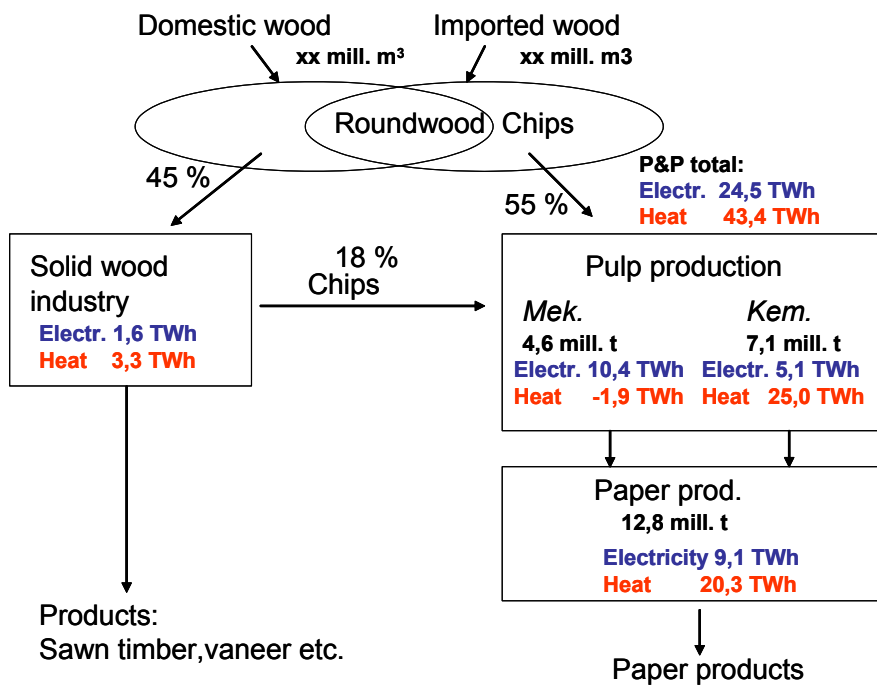 Domestic wood
xx mill. m³
Imported wood
xx mill. m3
Roundwood Chips
45 %
55 %
P&P total:
Electr. 24,5 TWh
Heat 43,4 TWh
Solid wood
industry
Electr. 1,6 TWh
Heat 3,3 TWh
18 %
Chips
Pulp production
Mek.
4,6 mill. t
Electr. 10,4 TWh
Heat -1,9 TWh
Kem.
7,1 mill. t
Electr. 5,1 TWh
Heat 25,0 TWh
Paper prod.
12,8 mill. t
Electricity 9,1 TWh
Heat 20,3 TWh
Products:
Sawn timber,vaneer etc.
Paper products